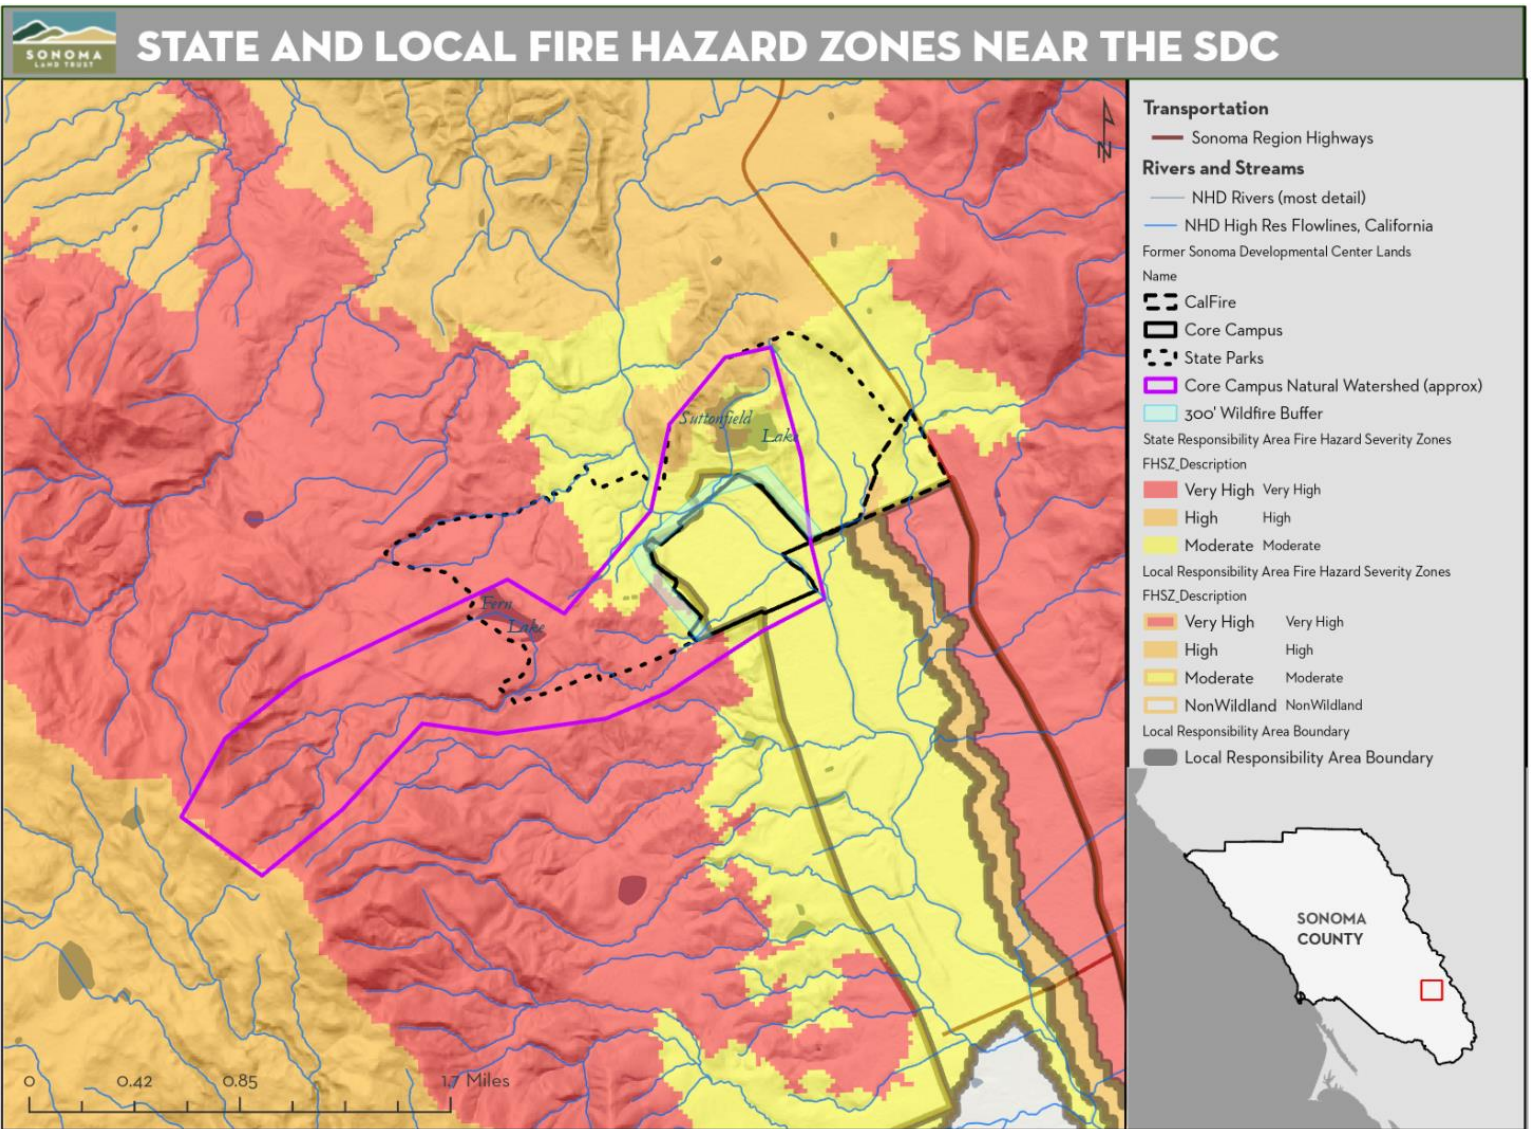 SONOMA
LAND TRUST
STATE AND LOCAL FIRE HAZARD ZONES NEAR THE SDC
Suttonfield
Lake
Fern
Lake
0 0.42 0.85 1.7 Miles
N
Transportation
Sonoma Region Highways
Rivers and Streams
NHD Rivers (most detail)
NHD High Res Flowlines, California
Former Sonoma Developmental Center Lands
Name
CalFire
Core Campus
State Parks
Core Campus Natural Watershed (approx)
300' Wildfire Buffer
State Responsibility Area Fire Hazard Severity Zones
FHSZ_Description
Very High Very High
High High
Moderate Moderate
Local Responsibility Area Fire Hazard Severity Zones
FHSZ_Description
Very High Very High
High High
Moderate Moderate
NonWildland NonWildland
Local Responsibility Area Boundary
Local Responsibility Area Boundary
SONOMA
COUNTY